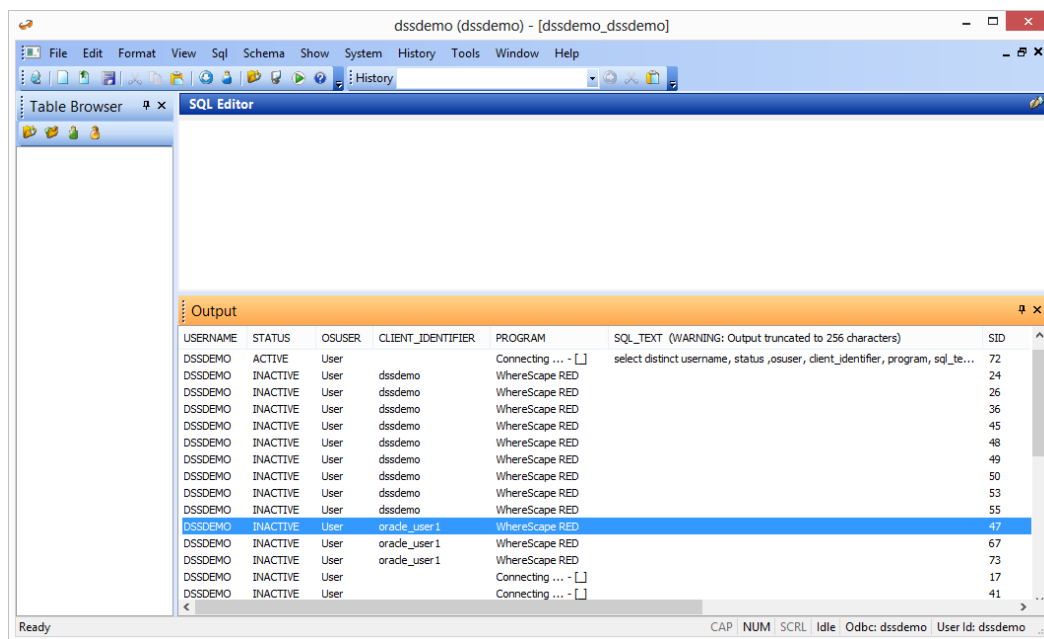 dssdemo (dssdemo) - [dssdemo_dssdemo]
File Edit Format View Sql Schema Show System History Tools Window Help
History
Table Browser
SQL Editor
Output
USERNAME STATUS OSUSER CLIENT_IDENTIFIER PROGRAM SQL_TEXT (WARNING: Output truncated to 256 characters) SID
DSSDEMO ACTIVE User Connecting ... - [_] select distinct username, status ,osuser, client_identifier, program, sql_te... 72
DSSDEMO INACTIVE User dssdemo WhereScape RED 24
DSSDEMO INACTIVE User dssdemo WhereScape RED 26
DSSDEMO INACTIVE User dssdemo WhereScape RED 36
DSSDEMO INACTIVE User dssdemo WhereScape RED 45
DSSDEMO INACTIVE User dssdemo WhereScape RED 48
DSSDEMO INACTIVE User dssdemo WhereScape RED 49
DSSDEMO INACTIVE User dssdemo WhereScape RED 50
DSSDEMO INACTIVE User dssdemo WhereScape RED 53
DSSDEMO INACTIVE User dssdemo WhereScape RED 55
DSSDEMO INACTIVE User oracle_user1 WhereScape RED 47
DSSDEMO INACTIVE User oracle_user1 WhereScape RED 67
DSSDEMO INACTIVE User oracle_user1 WhereScape RED 73
DSSDEMO INACTIVE User Connecting ... - [_] 17
DSSDEMO INACTIVE User Connecting ... - [_] 41
Ready CAP NUM SCRL Idle Odbc: dssdemo User Id: dssdemo